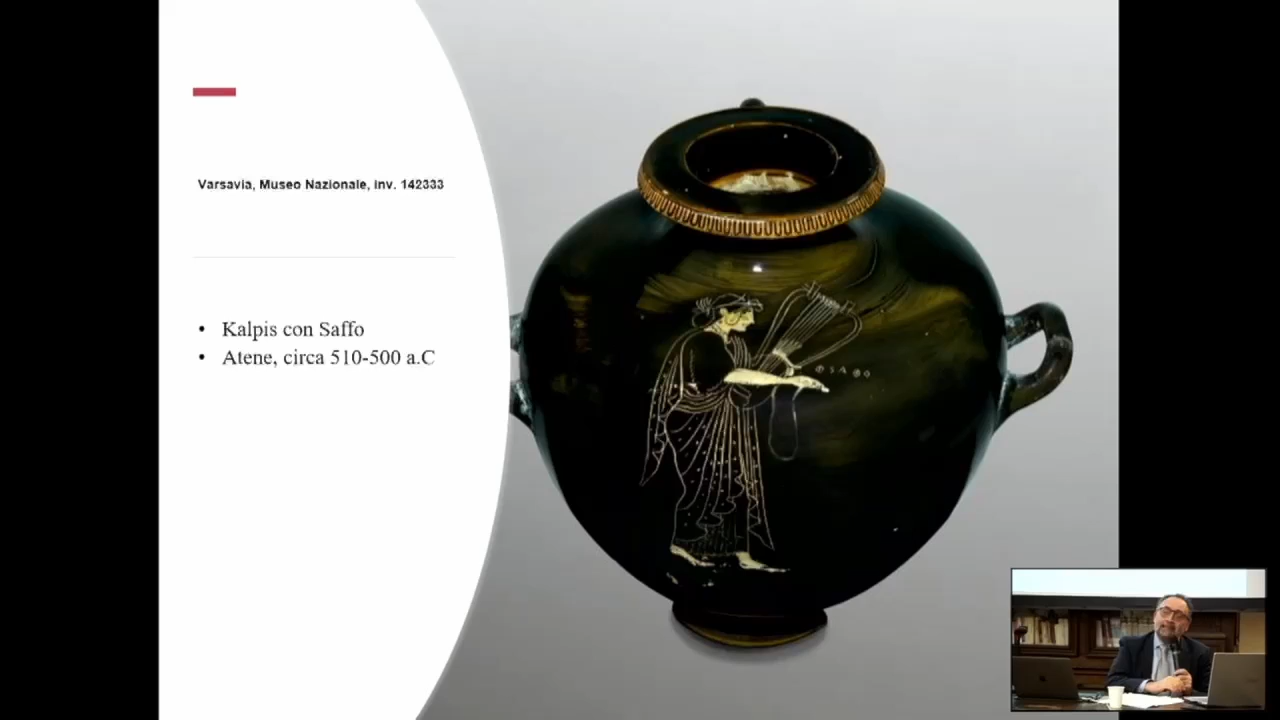 Varsavia, Museo Nazionale, inv. 142333
• Kalpis con Saffo
• Atene, circa 510-500 a.C